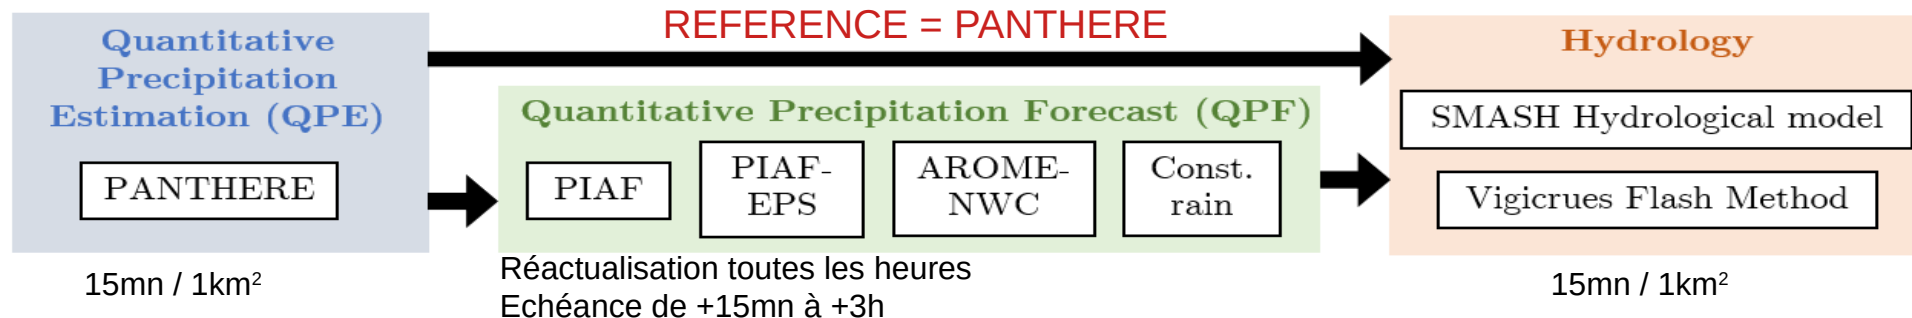 REFERENCE = PANTHERE
Quantitative
Precipitation
Estimation (QPE)
PANTHERE
15mn / 1km²
Quantitative Precipitation Forecast (QPF)
PIAF
PIAF-
EPS
AROME-
NWC
Const.
rain
Réactualisation toutes les heures
Echéance de +15mn à +3h
Hydrology
SMASH Hydrological model
Vigicrues Flash Method
15mn / 1km²